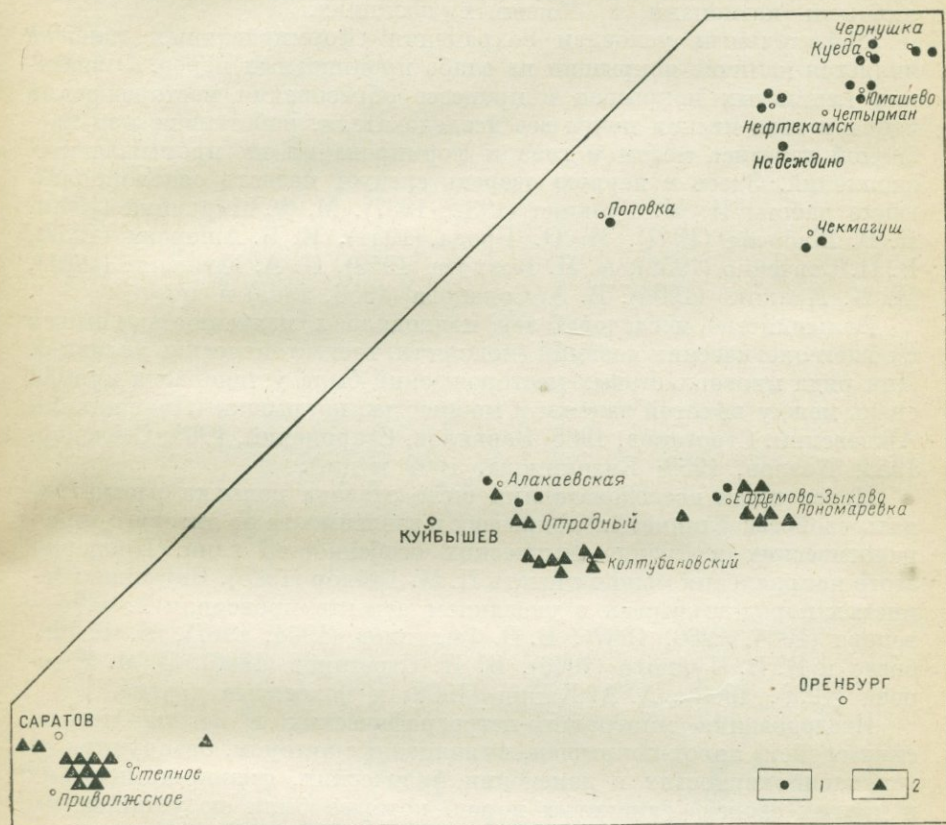 Чернушка
Куеда
Юмашево
Четырман
Нефтекамск
Надеждино
Поповка
Чекмагуш
Алакаевская
Ефремово-Зыково
Пономаревка
Отрадный
КУЙБЫШЕВ
Колтубановский
ОРЕНБУРГ
САРАТОВ
Степное
Приволжское
1
2